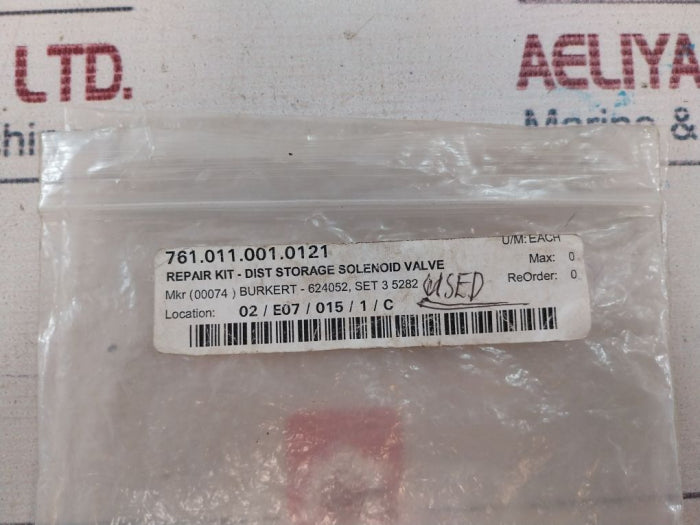 LTD.
AELIYA
Marine &
761.011.001.0121
U/M: EACH
REPAIR KIT - DIST STORAGE SOLENOID VALVE
Max: 0
Mkr (00074 ) BURKERT - 624052, SET 3 5282
USED
ReOrder: 0
Location: 02 / E07 / 015 / 1 / C